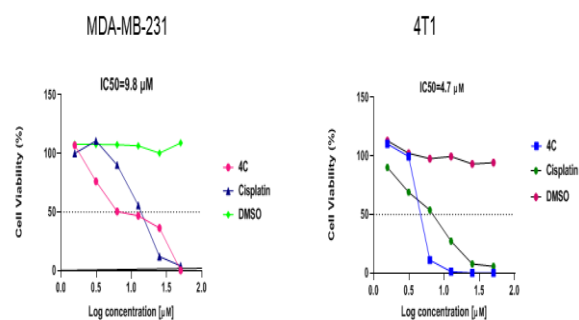 MDA-MB-231
IC50=9.8 µM
Cell Viability (%)
150
100
50
0
0.0 0.5 1.0 1.5 2.0
Log concentration [µM]
4C
Cisplatin
DMSO
4T1
IC50=4.7 µM
Cell Viability (%)
150
100
50
0
0.0 0.5 1.0 1.5 2.0
Log concentration [µM]
4C
Cisplatin
DMSO